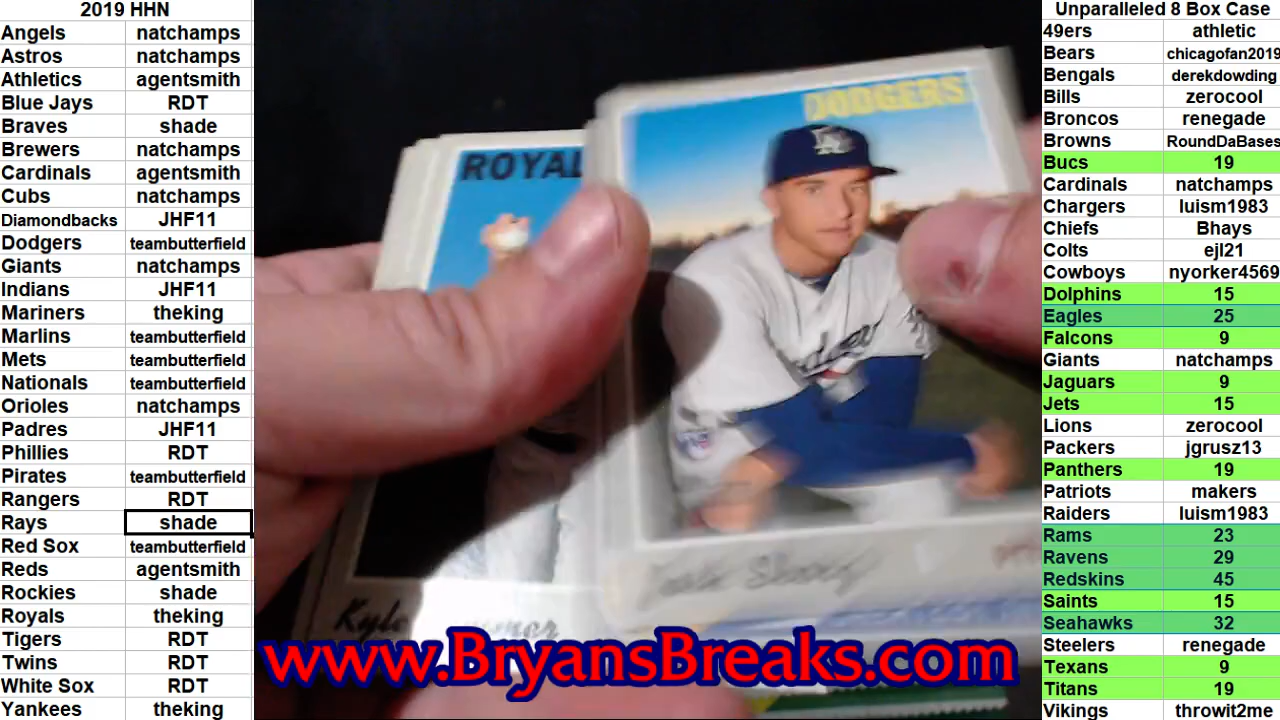 2019 HHN
Angels natchamps
Astros natchamps
Athletics agentsmith
Blue Jays RDT
Braves shade
Brewers natchamps
Cardinals agentsmith
Cubs natchamps
Diamondbacks JHF11
Dodgers teambutterfield
Giants natchamps
Indians JHF11
Mariners theking
Marlins teambutterfield
Mets teambutterfield
Nationals teambutterfield
Orioles natchamps
Padres JHF11
Phillies RDT
Pirates teambutterfield
Rangers RDT
Rays shade
Red Sox teambutterfield
Reds agentsmith
Rockies shade
Royals theking
Tigers RDT
Twins RDT
White Sox RDT
Yankees theking
DODGERS
ROYAL
Kyle
www.BryansBreaks.com
Unparalleled 8 Box Case
49ers athletic
Bears chicagofan2019
Bengals derekdowding
Bills zerocool
Broncos renegade
Browns RoundDaBases
Bucs 19
Cardinals natchamps
Chargers luism1983
Chiefs Bhays
Colts ejl21
Cowboys nyorker4569
Dolphins 15
Eagles 25
Falcons 9
Giants natchamps
Jaguars 9
Jets 15
Lions zerocool
Packers jgrusz13
Panthers 19
Patriots makers
Raiders luism1983
Rams 23
Ravens 29
Redskins 45
Saints 15
Seahawks 32
Steelers renegade
Texans 9
Titans 19
Vikings throwit2me